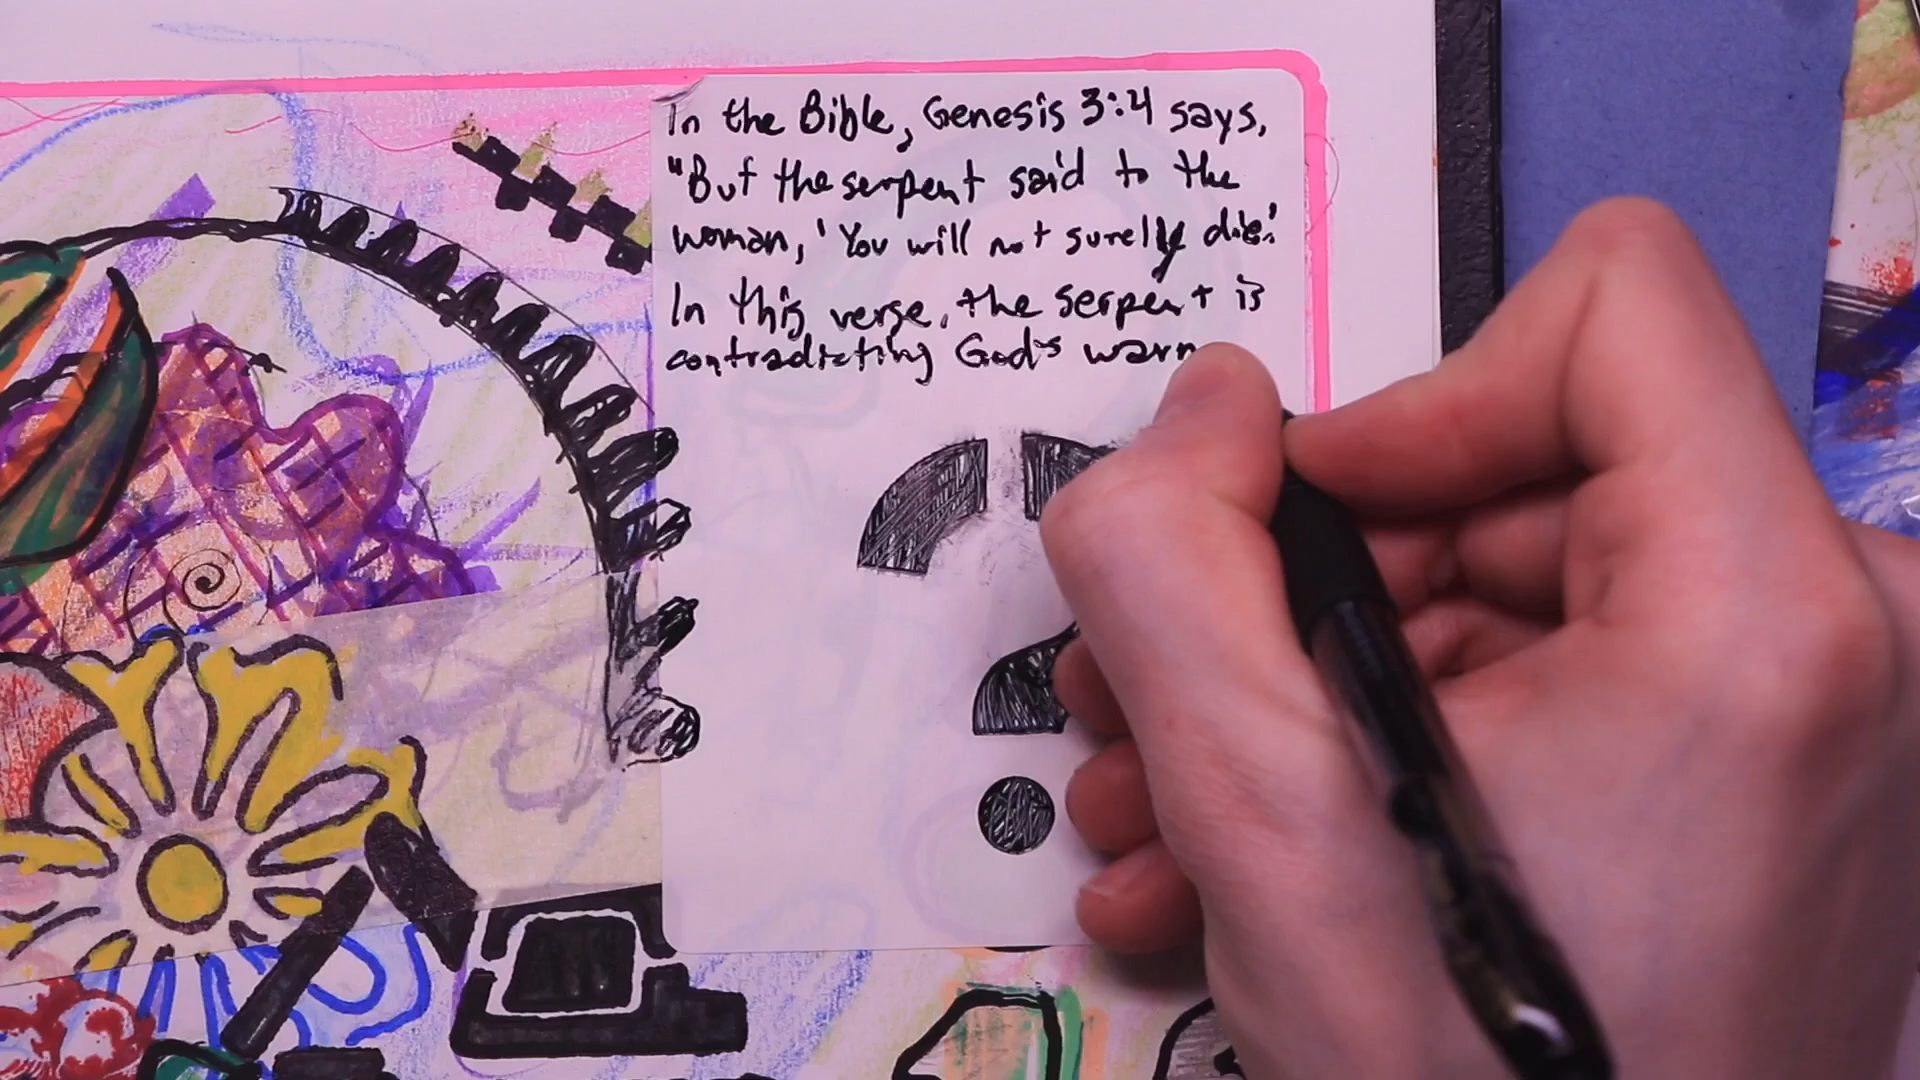 In the Bible, Genesis 3:4 says,
"But the serpent said to the
woman, 'You will not surely die.'
In this verse, the serpent is
contradicting God's warn